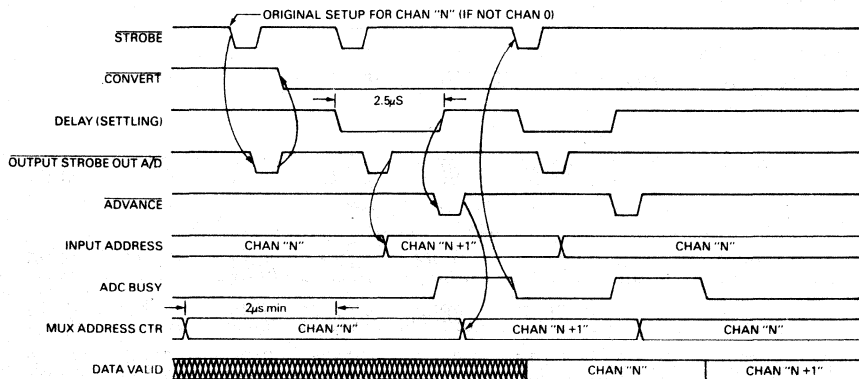 ORIGINAL SETUP FOR CHAN "N" (IF NOT CHAN 0)
STROBE
CONVERT
2.5µS
DELAY (SETTLING)
OUTPUT STROBE OUT A/D
ADVANCE
INPUT ADDRESS CHAN "N" CHAN "N +1" CHAN "N"
ADC BUSY
2µs min
MUX ADDRESS CTR CHAN "N" CHAN "N +1" CHAN "N"
DATA VALID CHAN "N" CHAN "N +1"